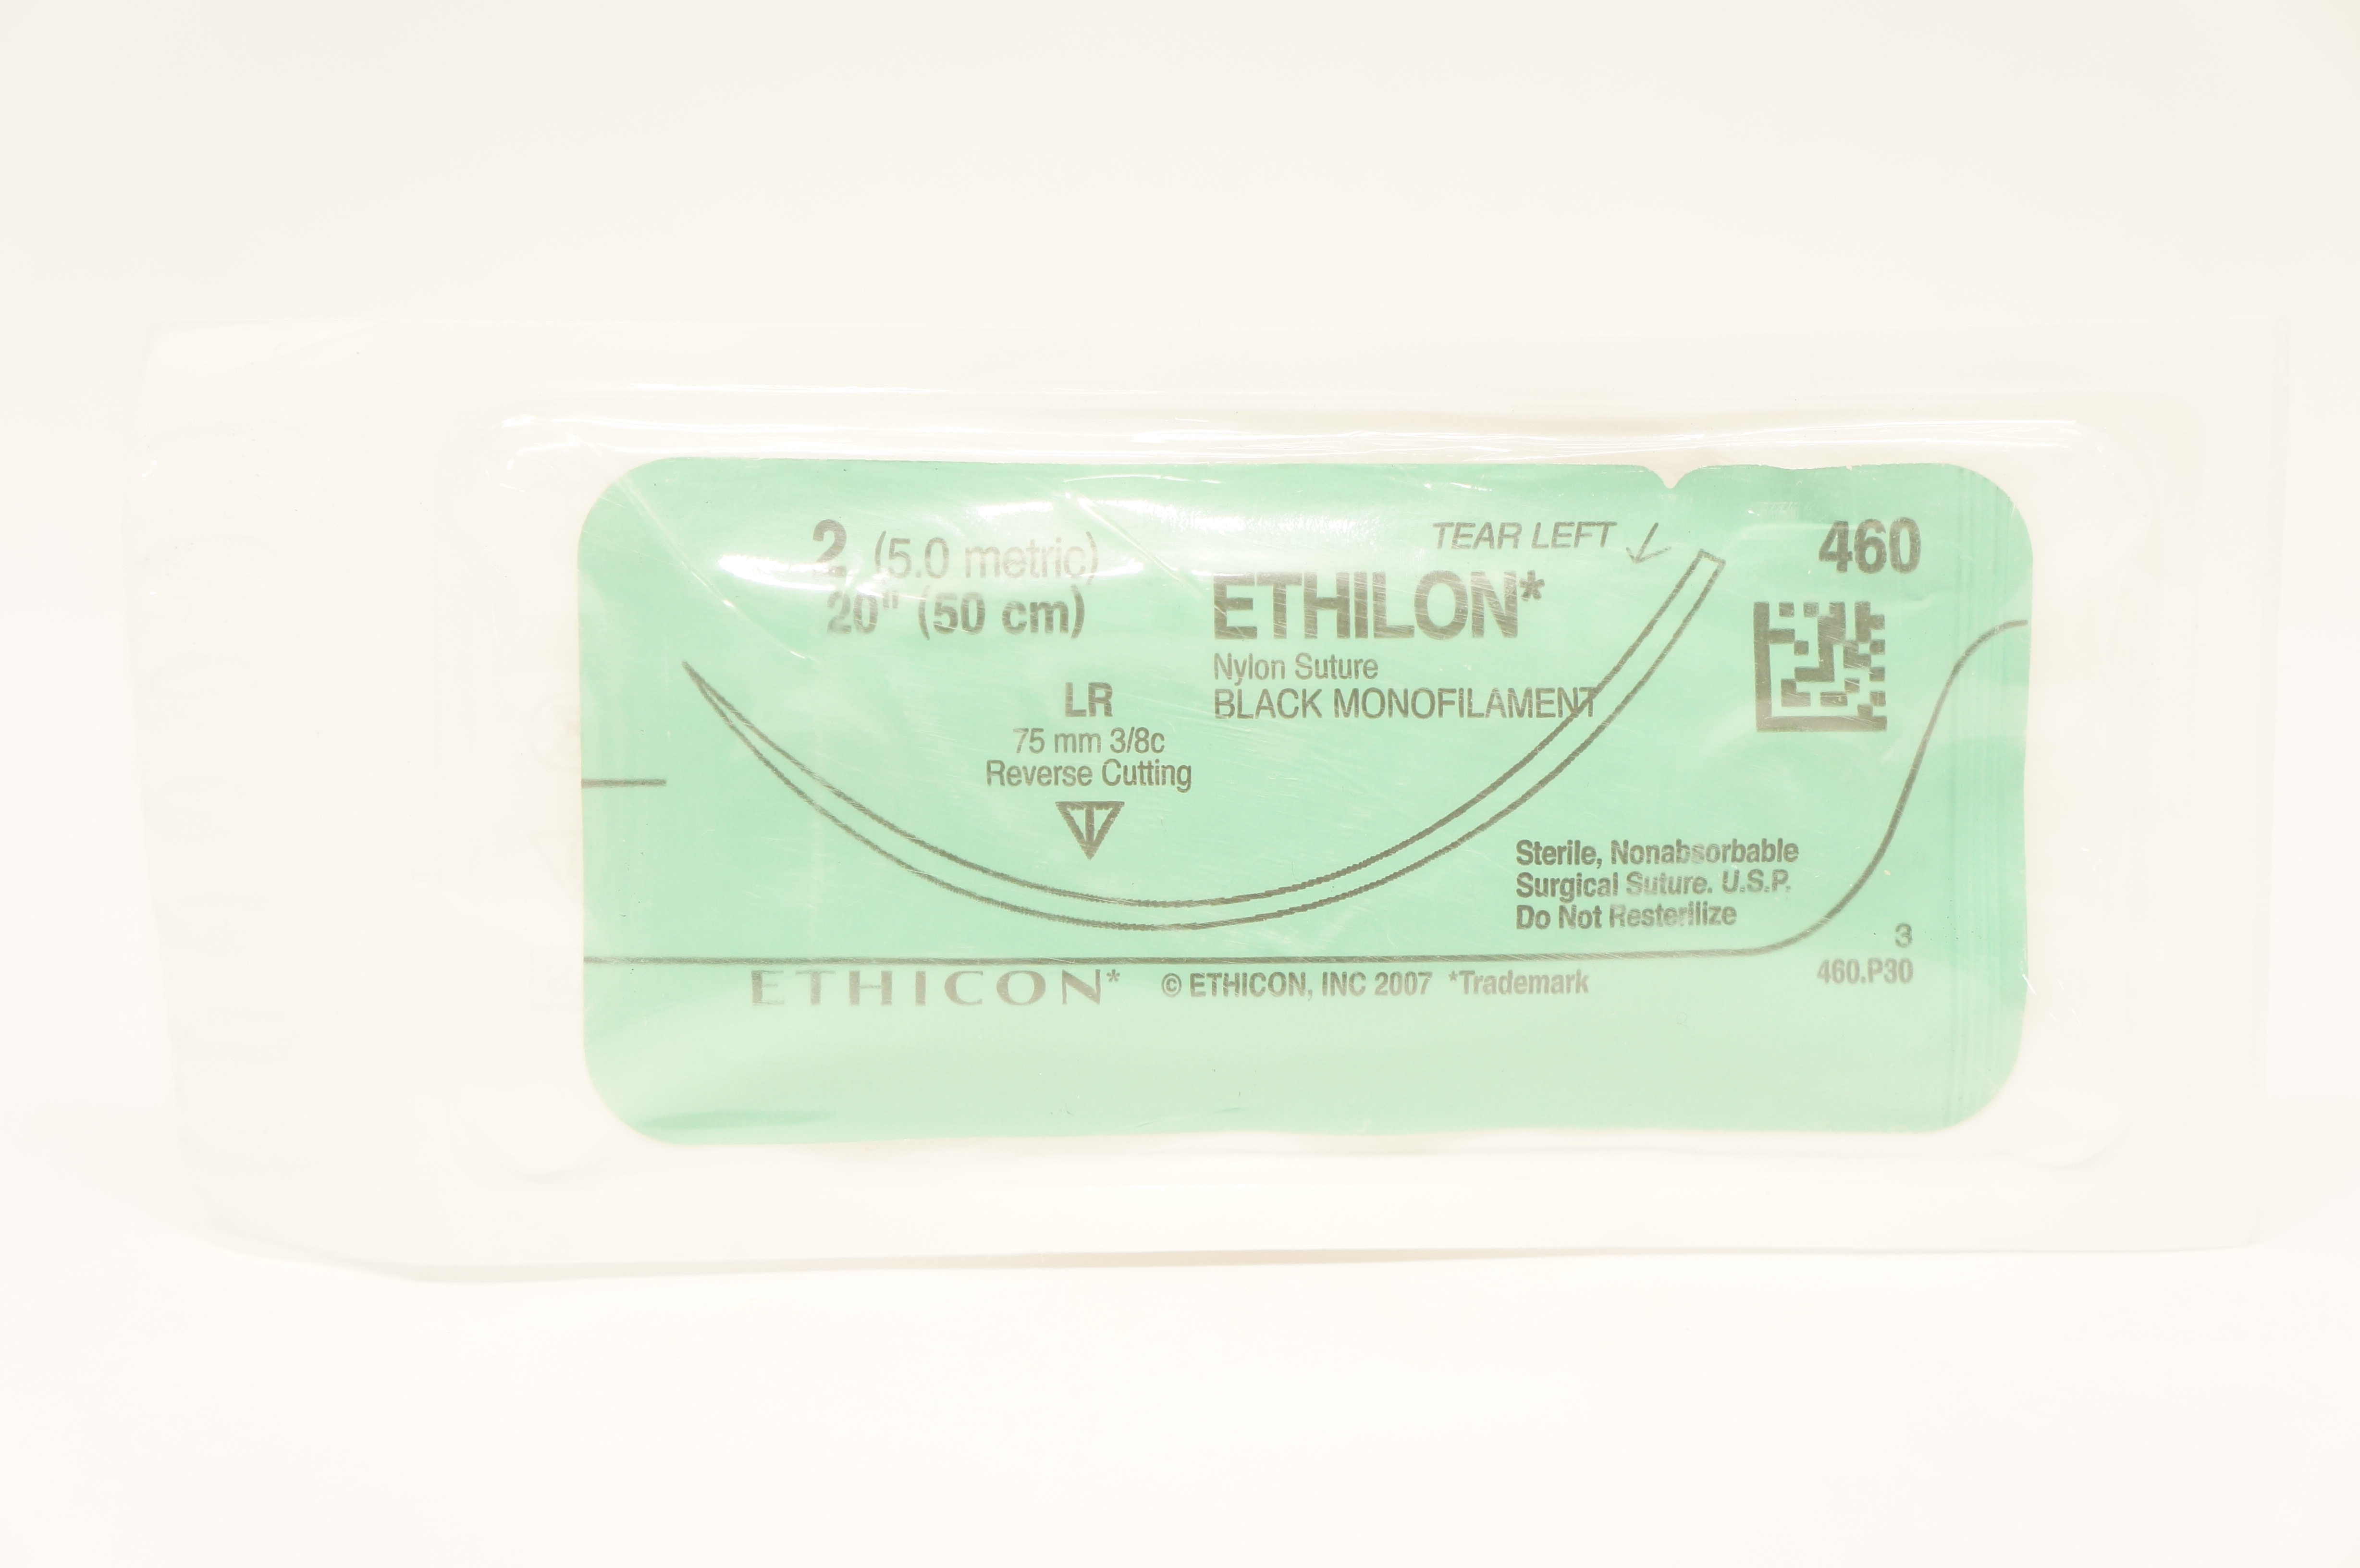 2 (5.0 metric)
20" (50 cm)
TEAR LEFT
460
ETHILON*
Nylon Suture
BLACK MONOFILAMENT
LR
75 mm 3/8c
Reverse Cutting
Sterile, Nonabsorbable
Surgical Suture. U.S.P.
Do Not Resterilize
3
460.P30
ETHICON* © ETHICON, INC 2007 *Trademark